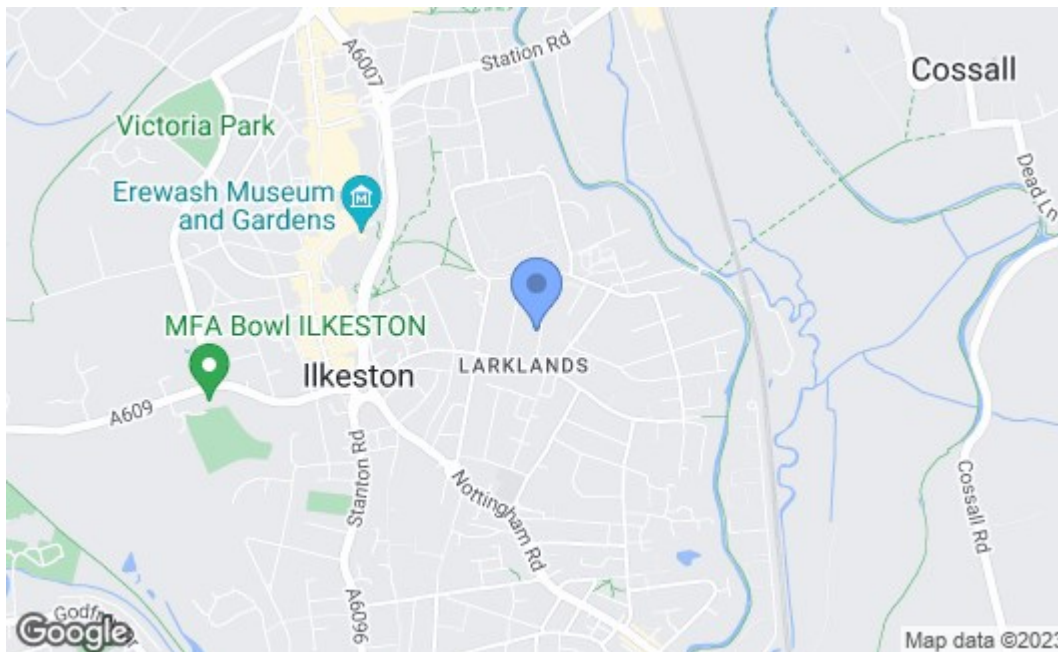 A6007
Station Rd
Cossall
Victoria Park
Erewash Museum
and Gardens
Dead Ln
MFA Bowl ILKESTON
LARKLANDS
Ilkeston
A609
Stanton Rd
Nottingham Rd
Cossall Rd
A6096
Google
Map data ©2023